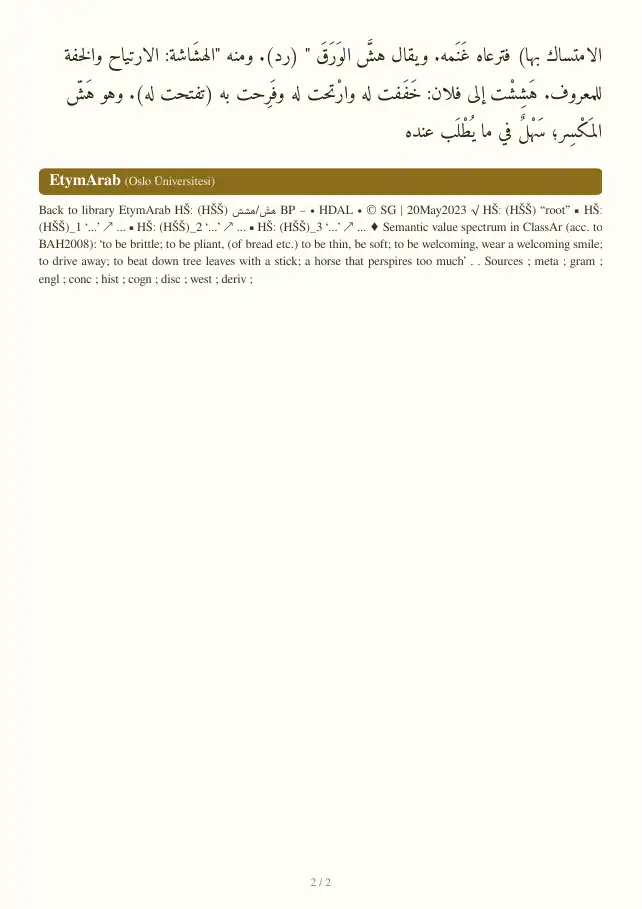 الامتساك بها) فترعاه غَنَمه. ويقال هشَّ الوَرَقَ " (رد). ومنه "الهشَاشة: الارتياح والخفة
للمعروف. هَشِشْت إلى فلان: خَفَفت له وارْتحت له وفَرِحت به (تفتحت له). وهو هَشّ
المَكْسِر؛ سَهْلٌ في ما يُطْلَب عنده
EtymArab (Oslo Üniversitesi)
Back to library EtymArab HŠ: (HŠŠ) هشّ/هشش BP – • HDAL • © SG | 20May2023 √ HŠ: (HŠŠ) “root” ▪ HŠ:
(HŠŠ)_1 ‘...’ ↗ ... ▪ HŠ: (HŠŠ)_2 ‘...’ ↗ ... ▪ HŠ: (HŠŠ)_3 ‘...’ ↗ ... ♦ Semantic value spectrum in ClassAr (acc. to
BAH2008): ‘to be brittle; to be pliant, (of bread etc.) to be thin, be soft; to be welcoming, wear a welcoming smile;
to drive away; to beat down tree leaves with a stick; a horse that perspires too much’ . . Sources ; meta ; gram ;
engl ; conc ; hist ; cogn ; disc ; west ; deriv ;
2 / 2